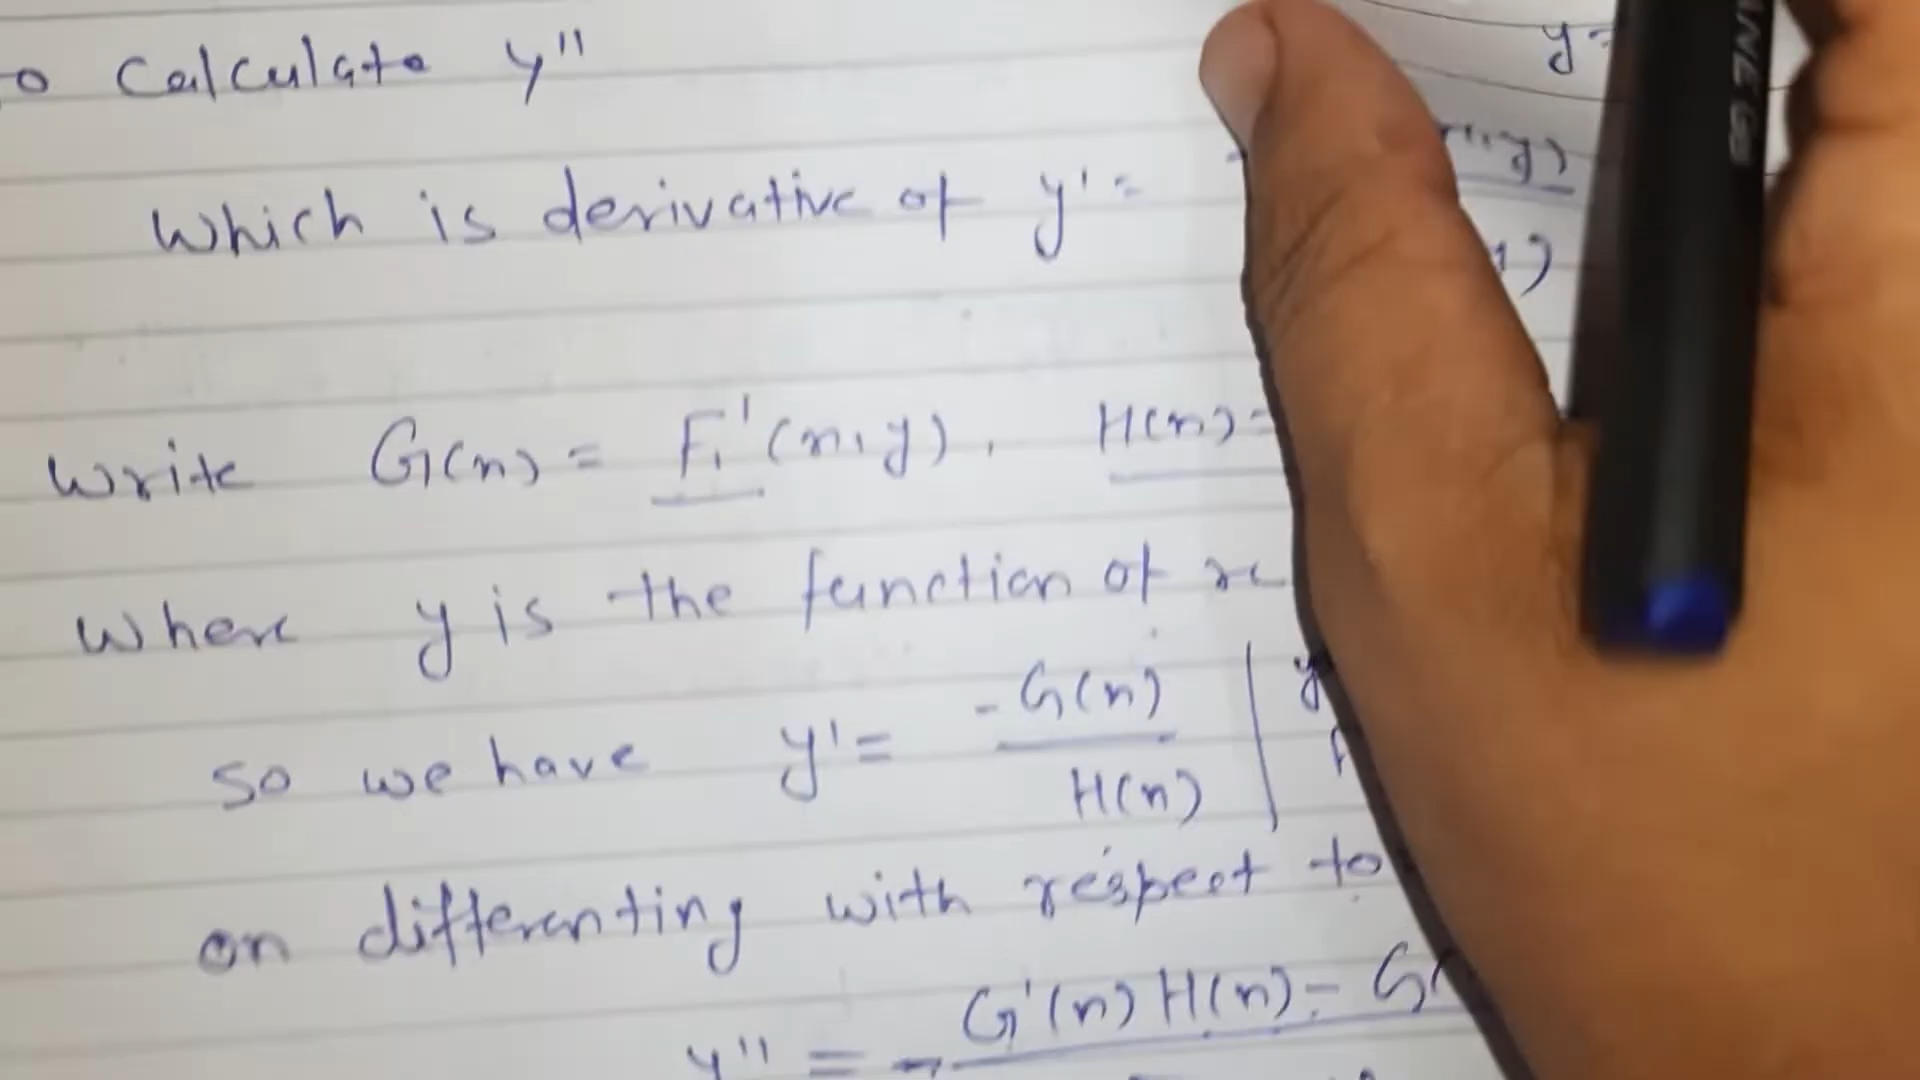 y=
o Calculate y''
which is derivative of y' =
write G(x) = F₁'(x,y), H(x) =
where y is the function of x
so we have y' = -G(x) / H(x) | y
on differenting with respect to
y'' = - G'(x) H(x) - G(